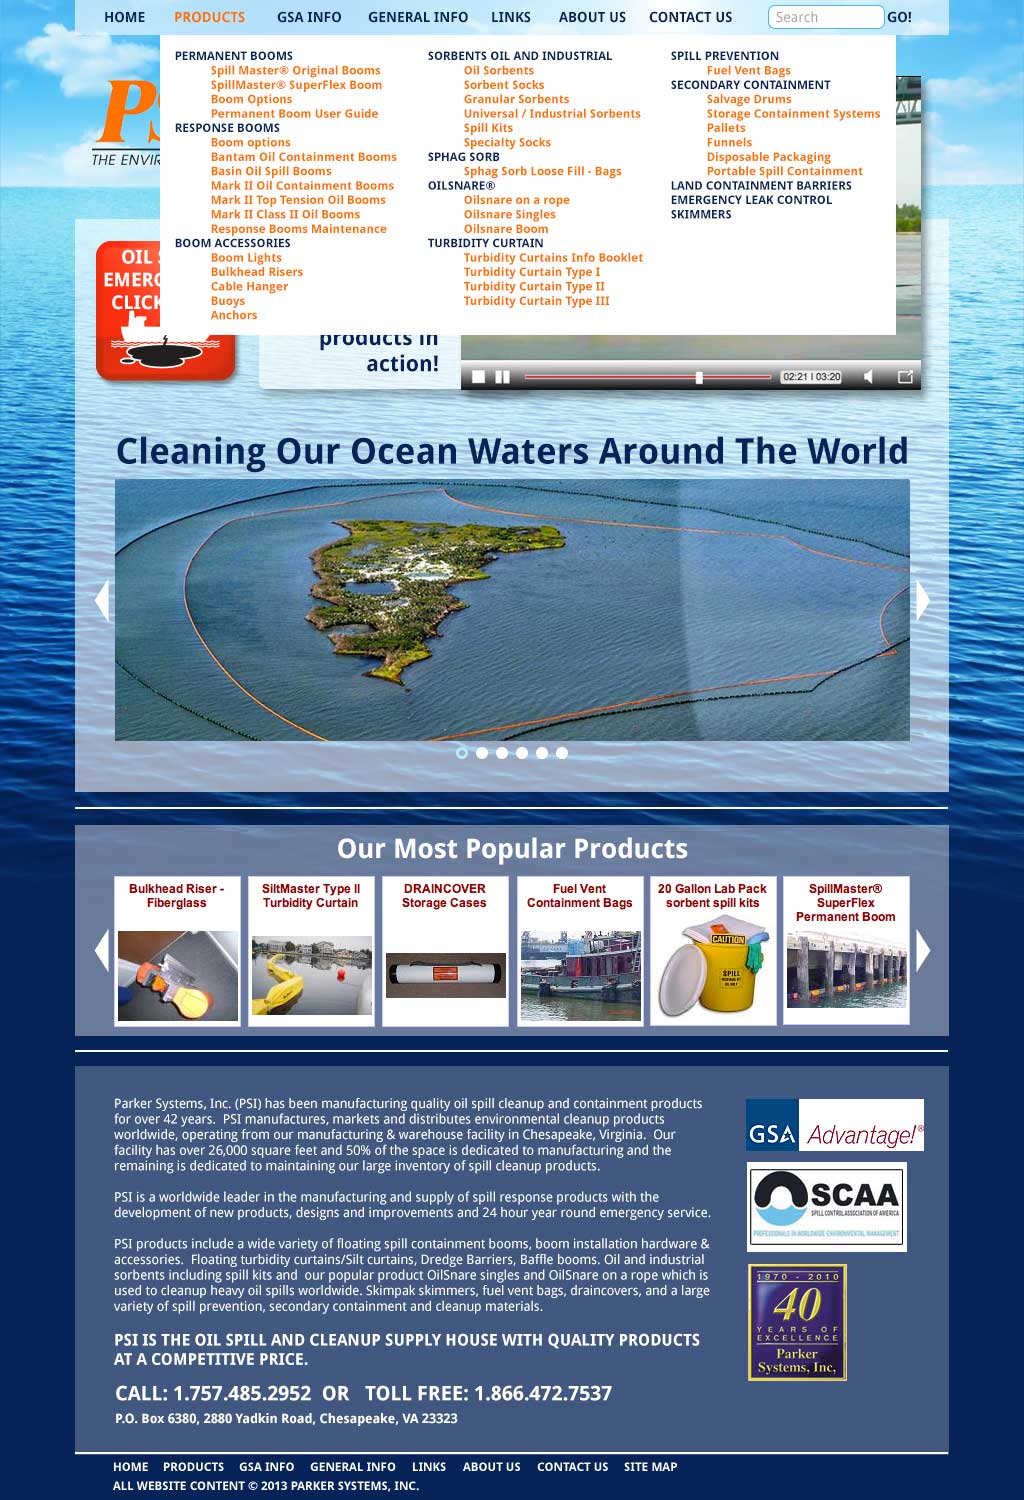 HOME PRODUCTS GSA INFO GENERAL INFO LINKS ABOUT US CONTACT US Search GO!
PERMANENT BOOMS
Spill Master® Original Booms
SpillMaster® SuperFlex Boom
Boom Options
Permanent Boom User Guide
RESPONSE BOOMS
Boom options
Bantam Oil Containment Booms
Basin Oil Spill Booms
Mark II Oil Containment Booms
Mark II Top Tension Oil Booms
Mark II Class II Oil Booms
Response Booms Maintenance
BOOM ACCESSORIES
Boom Lights
Bulkhead Risers
Cable Hanger
Buoys
Anchors
SORBENTS OIL AND INDUSTRIAL
Oil Sorbents
Sorbent Socks
Granular Sorbents
Universal / Industrial Sorbents
Spill Kits
Specialty Socks
SPHAG SORB
Sphag Sorb Loose Fill - Bags
OILSNARE®
Oilsnare on a rope
Oilsnare Singles
Oilsnare Boom
TURBIDITY CURTAIN
Turbidity Curtains Info Booklet
Turbidity Curtain Type I
Turbidity Curtain Type II
Turbidity Curtain Type III
SPILL PREVENTION
Fuel Vent Bags
SECONDARY CONTAINMENT
Salvage Drums
Storage Containment Systems
Pallets
Funnels
Disposable Packaging
Portable Spill Containment
LAND CONTAINMENT BARRIERS
EMERGENCY LEAK CONTROL
SKIMMERS
PS
THE ENVIR
OIL S
EMERG
CLICK
products in
action!
02:21 | 03:20
Cleaning Our Ocean Waters Around The World
Our Most Popular Products
Bulkhead Riser -
Fiberglass
SiltMaster Type II
Turbidity Curtain
DRAINCOVER
Storage Cases
Fuel Vent
Containment Bags
20 Gallon Lab Pack
sorbent spill kits
CAUTION
SPILL
SpillMaster®
SuperFlex
Permanent Boom
Parker Systems, Inc. (PSI) has been manufacturing quality oil spill cleanup and containment products
for over 42 years. PSI manufactures, markets and distributes environmental cleanup products
worldwide, operating from our manufacturing & warehouse facility in Chesapeake, Virginia. Our
facility has over 26,000 square feet and 50% of the space is dedicated to manufacturing and the
remaining is dedicated to maintaining our large inventory of spill cleanup products.
PSI is a worldwide leader in the manufacturing and supply of spill response products with the
development of new products, designs and improvements and 24 hour year round emergency service.
PSI products include a wide variety of floating spill containment booms, boom installation hardware &
accessories. Floating turbidity curtains/Silt curtains, Dredge Barriers, Baffle booms. Oil and industrial
sorbents including spill kits and our popular product OilSnare singles and OilSnare on a rope which is
used to cleanup heavy oil spills worldwide. Skimpak skimmers, fuel vent bags, draincovers, and a large
variety of spill prevention, secondary containment and cleanup materials.
PSI IS THE OIL SPILL AND CLEANUP SUPPLY HOUSE WITH QUALITY PRODUCTS
AT A COMPETITIVE PRICE.
CALL: 1.757.485.2952 OR TOLL FREE: 1.866.472.7537
P.O. Box 6380, 2880 Yadkin Road, Chesapeake, VA 23323
GSA Advantage!®
SCAA
SPILL CONTROL ASSOCIATION OF AMERICA
PROFESSIONALS IN WORLDWIDE ENVIRONMENTAL MANAGEMENT
1970 - 2010
40
YEARS OF
EXCELLENCE
Parker
Systems, Inc,
HOME PRODUCTS GSA INFO GENERAL INFO LINKS ABOUT US CONTACT US SITE MAP
ALL WEBSITE CONTENT © 2013 PARKER SYSTEMS, INC.